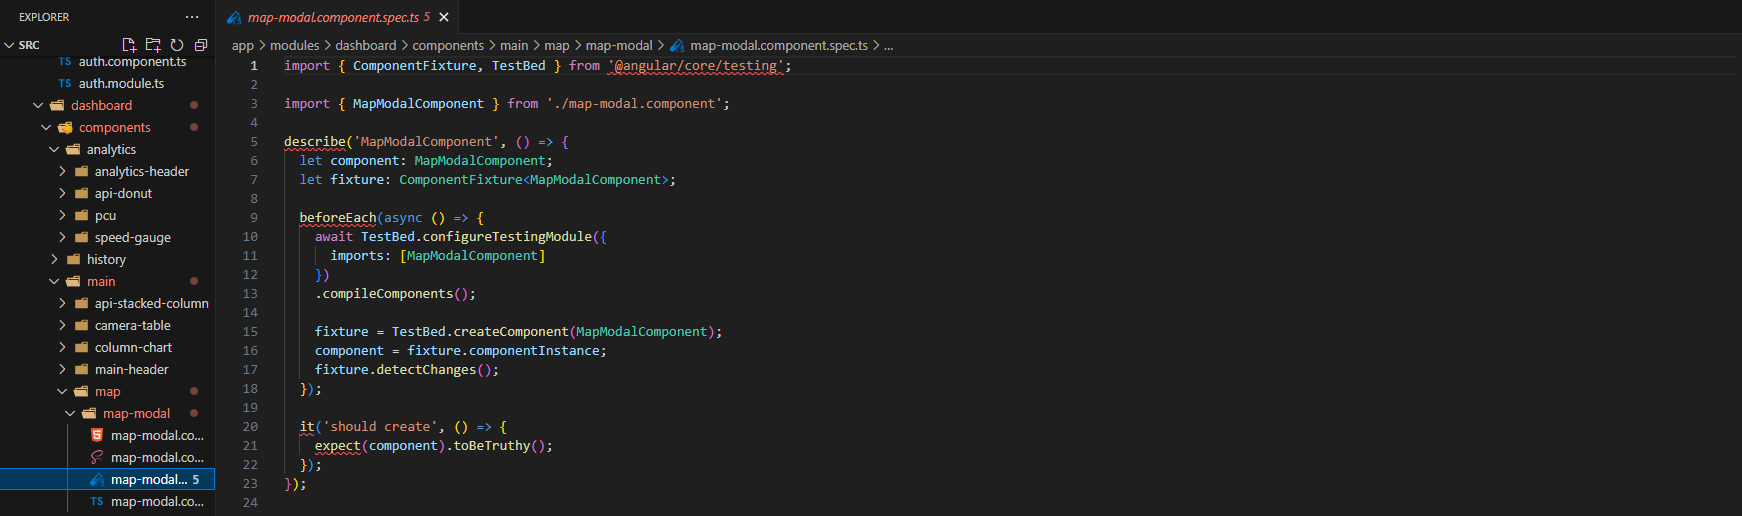 EXPLORER ...
SRC
TS auth.component.ts
TS auth.module.ts
dashboard
components
analytics
analytics-header
api-donut
pcu
speed-gauge
history
main
api-stacked-column
camera-table
column-chart
main-header
map
map-modal
map-modal.co...
map-modal.co...
map-modal... 5
TS map-modal.co...
map-modal.component.spec.ts 5
app > modules > dashboard > components > main > map > map-modal > map-modal.component.spec.ts > ...
1 import { ComponentFixture, TestBed } from '@angular/core/testing';
2
3 import { MapModalComponent } from './map-modal.component';
4
5 describe('MapModalComponent', () => {
6 let component: MapModalComponent;
7 let fixture: ComponentFixture<MapModalComponent>;
8
9 beforeEach(async () => {
10 await TestBed.configureTestingModule({
11 imports: [MapModalComponent]
12 })
13 .compileComponents();
14
15 fixture = TestBed.createComponent(MapModalComponent);
16 component = fixture.componentInstance;
17 fixture.detectChanges();
18 });
19
20 it('should create', () => {
21 expect(component).toBeTruthy();
22 });
23 });
24